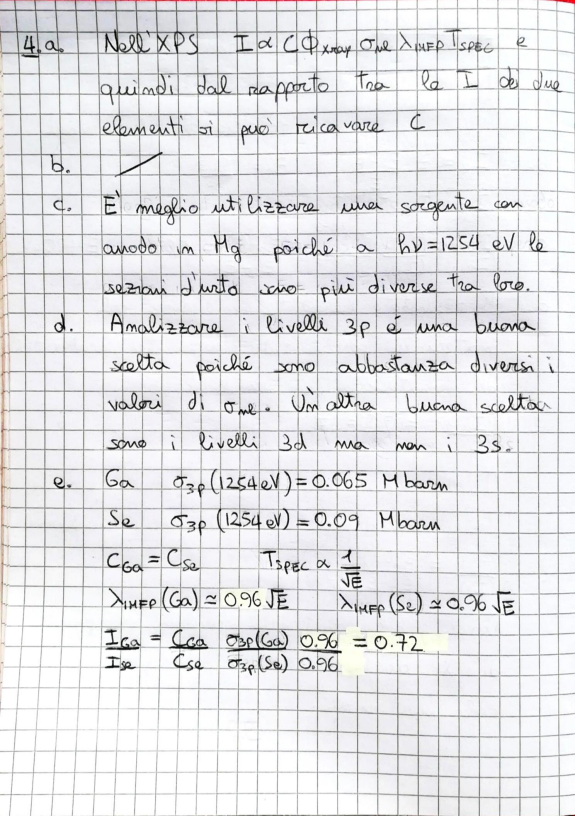 4.a. Nell'XPS I ∝ C Φxray σnl λIMFP TSPEC e
quindi dal rapporto tra le I dei due
elementi si può ricavare C
b.
c. E' meglio utilizzare una sorgente con
anodo in Mg poiché a hν=1254 eV le
sezioni d'urto sono più diverse tra loro.
d. Analizzare i livelli 3p é una buona
scelta poiché sono abbastanza diversi i
valori di σnl. Un altra buona scelta
sono i livelli 3d ma non i 3s.
e. Ga σ3p (1254 eV) = 0.065 Mbarn
Se σ3p (1254 eV) = 0.09 Mbarn
CGa = CSe TSPEC ∝ 1/√E
λIMFP (Ga) ≃ 0.96 √E λIMFP (Se) ≃ 0.96 √E
IGa = CGa σ3p(Ga) 0.96 = 0.72
ISe CSe σ3p(Se) 0.96